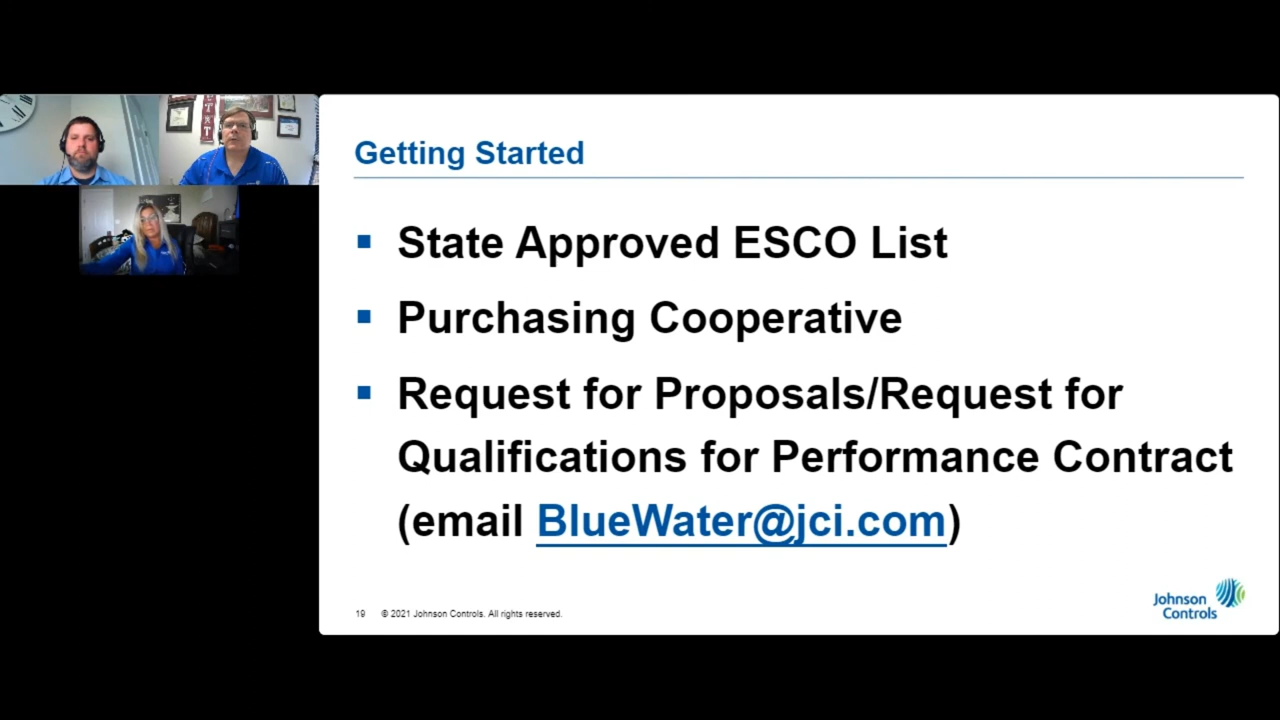 Getting Started
State Approved ESCO List
Purchasing Cooperative
Request for Proposals/Request for
Qualifications for Performance Contract
(email BlueWater@jci.com)
19 © 2021 Johnson Controls. All rights reserved.
Johnson
Controls